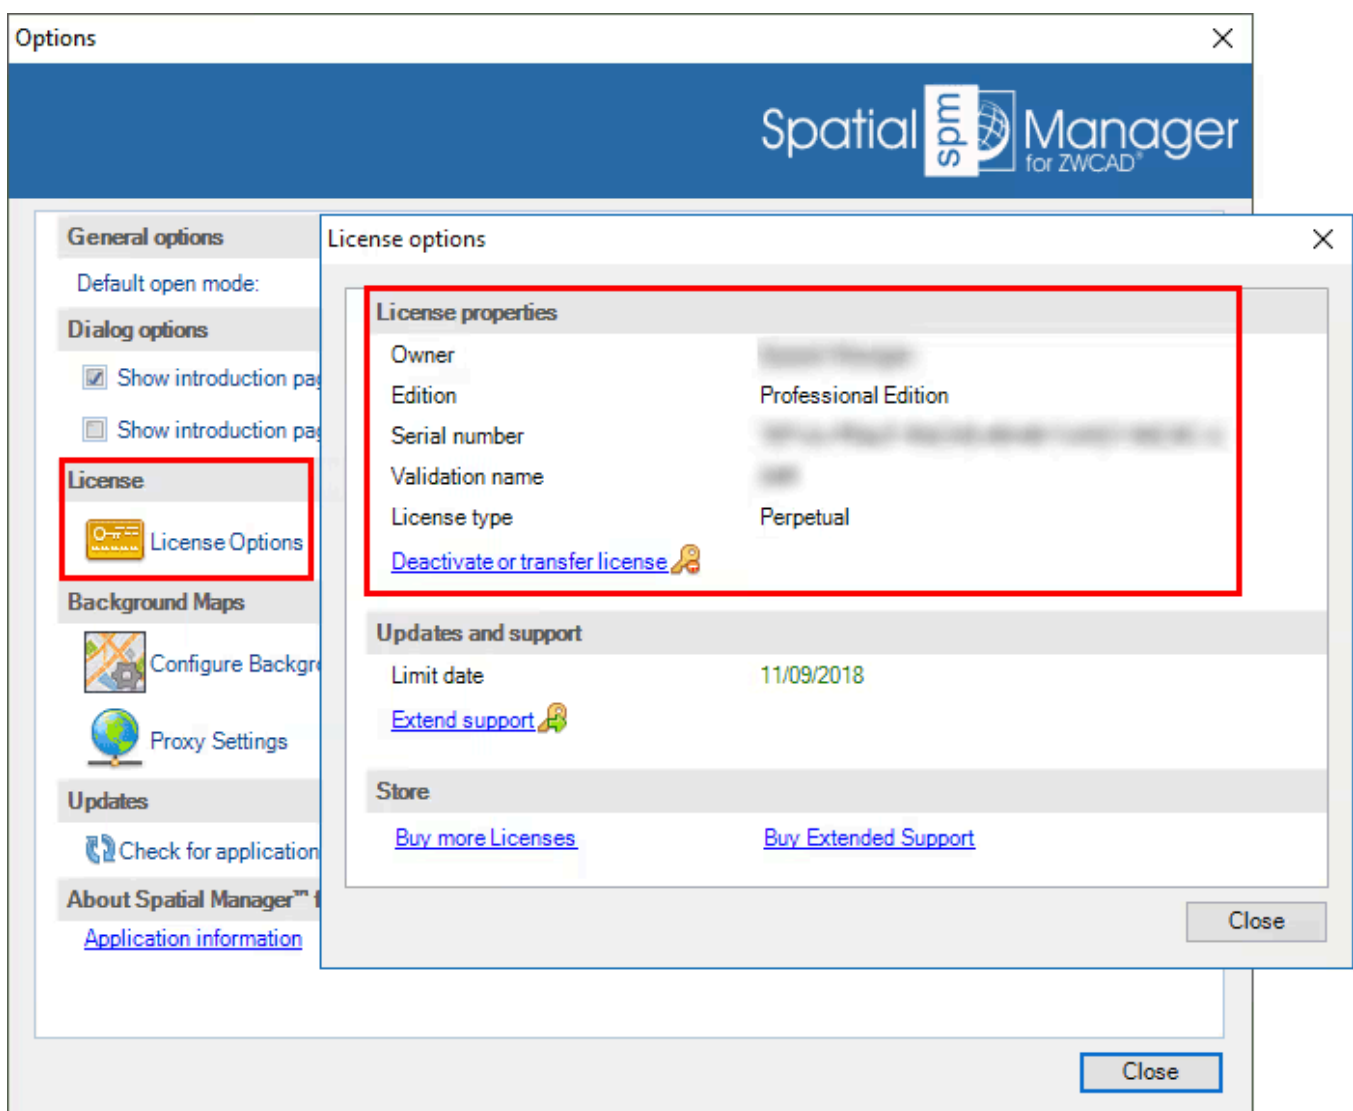 Options
Spatial spm Manager
for ZWCAD®
General options
Default open mode:
Dialog options
Show introduction pa
Show introduction pa
License
License Options
Background Maps
Configure Backgr
Proxy Settings
Updates
Check for application
About Spatial Manager™ f
Application information
Close
License options
License properties
Owner
Edition Professional Edition
Serial number
Validation name
License type Perpetual
Deactivate or transfer license
Updates and support
Limit date 11/09/2018
Extend support
Store
Buy more Licenses Buy Extended Support
Close